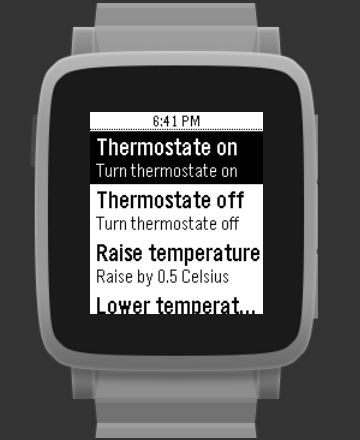 6:41 PM
Thermostate on
Turn thermostate on
Thermostate off
Turn thermostate off
Raise temperature
Raise by 0.5 Celsius
Lower temperat...